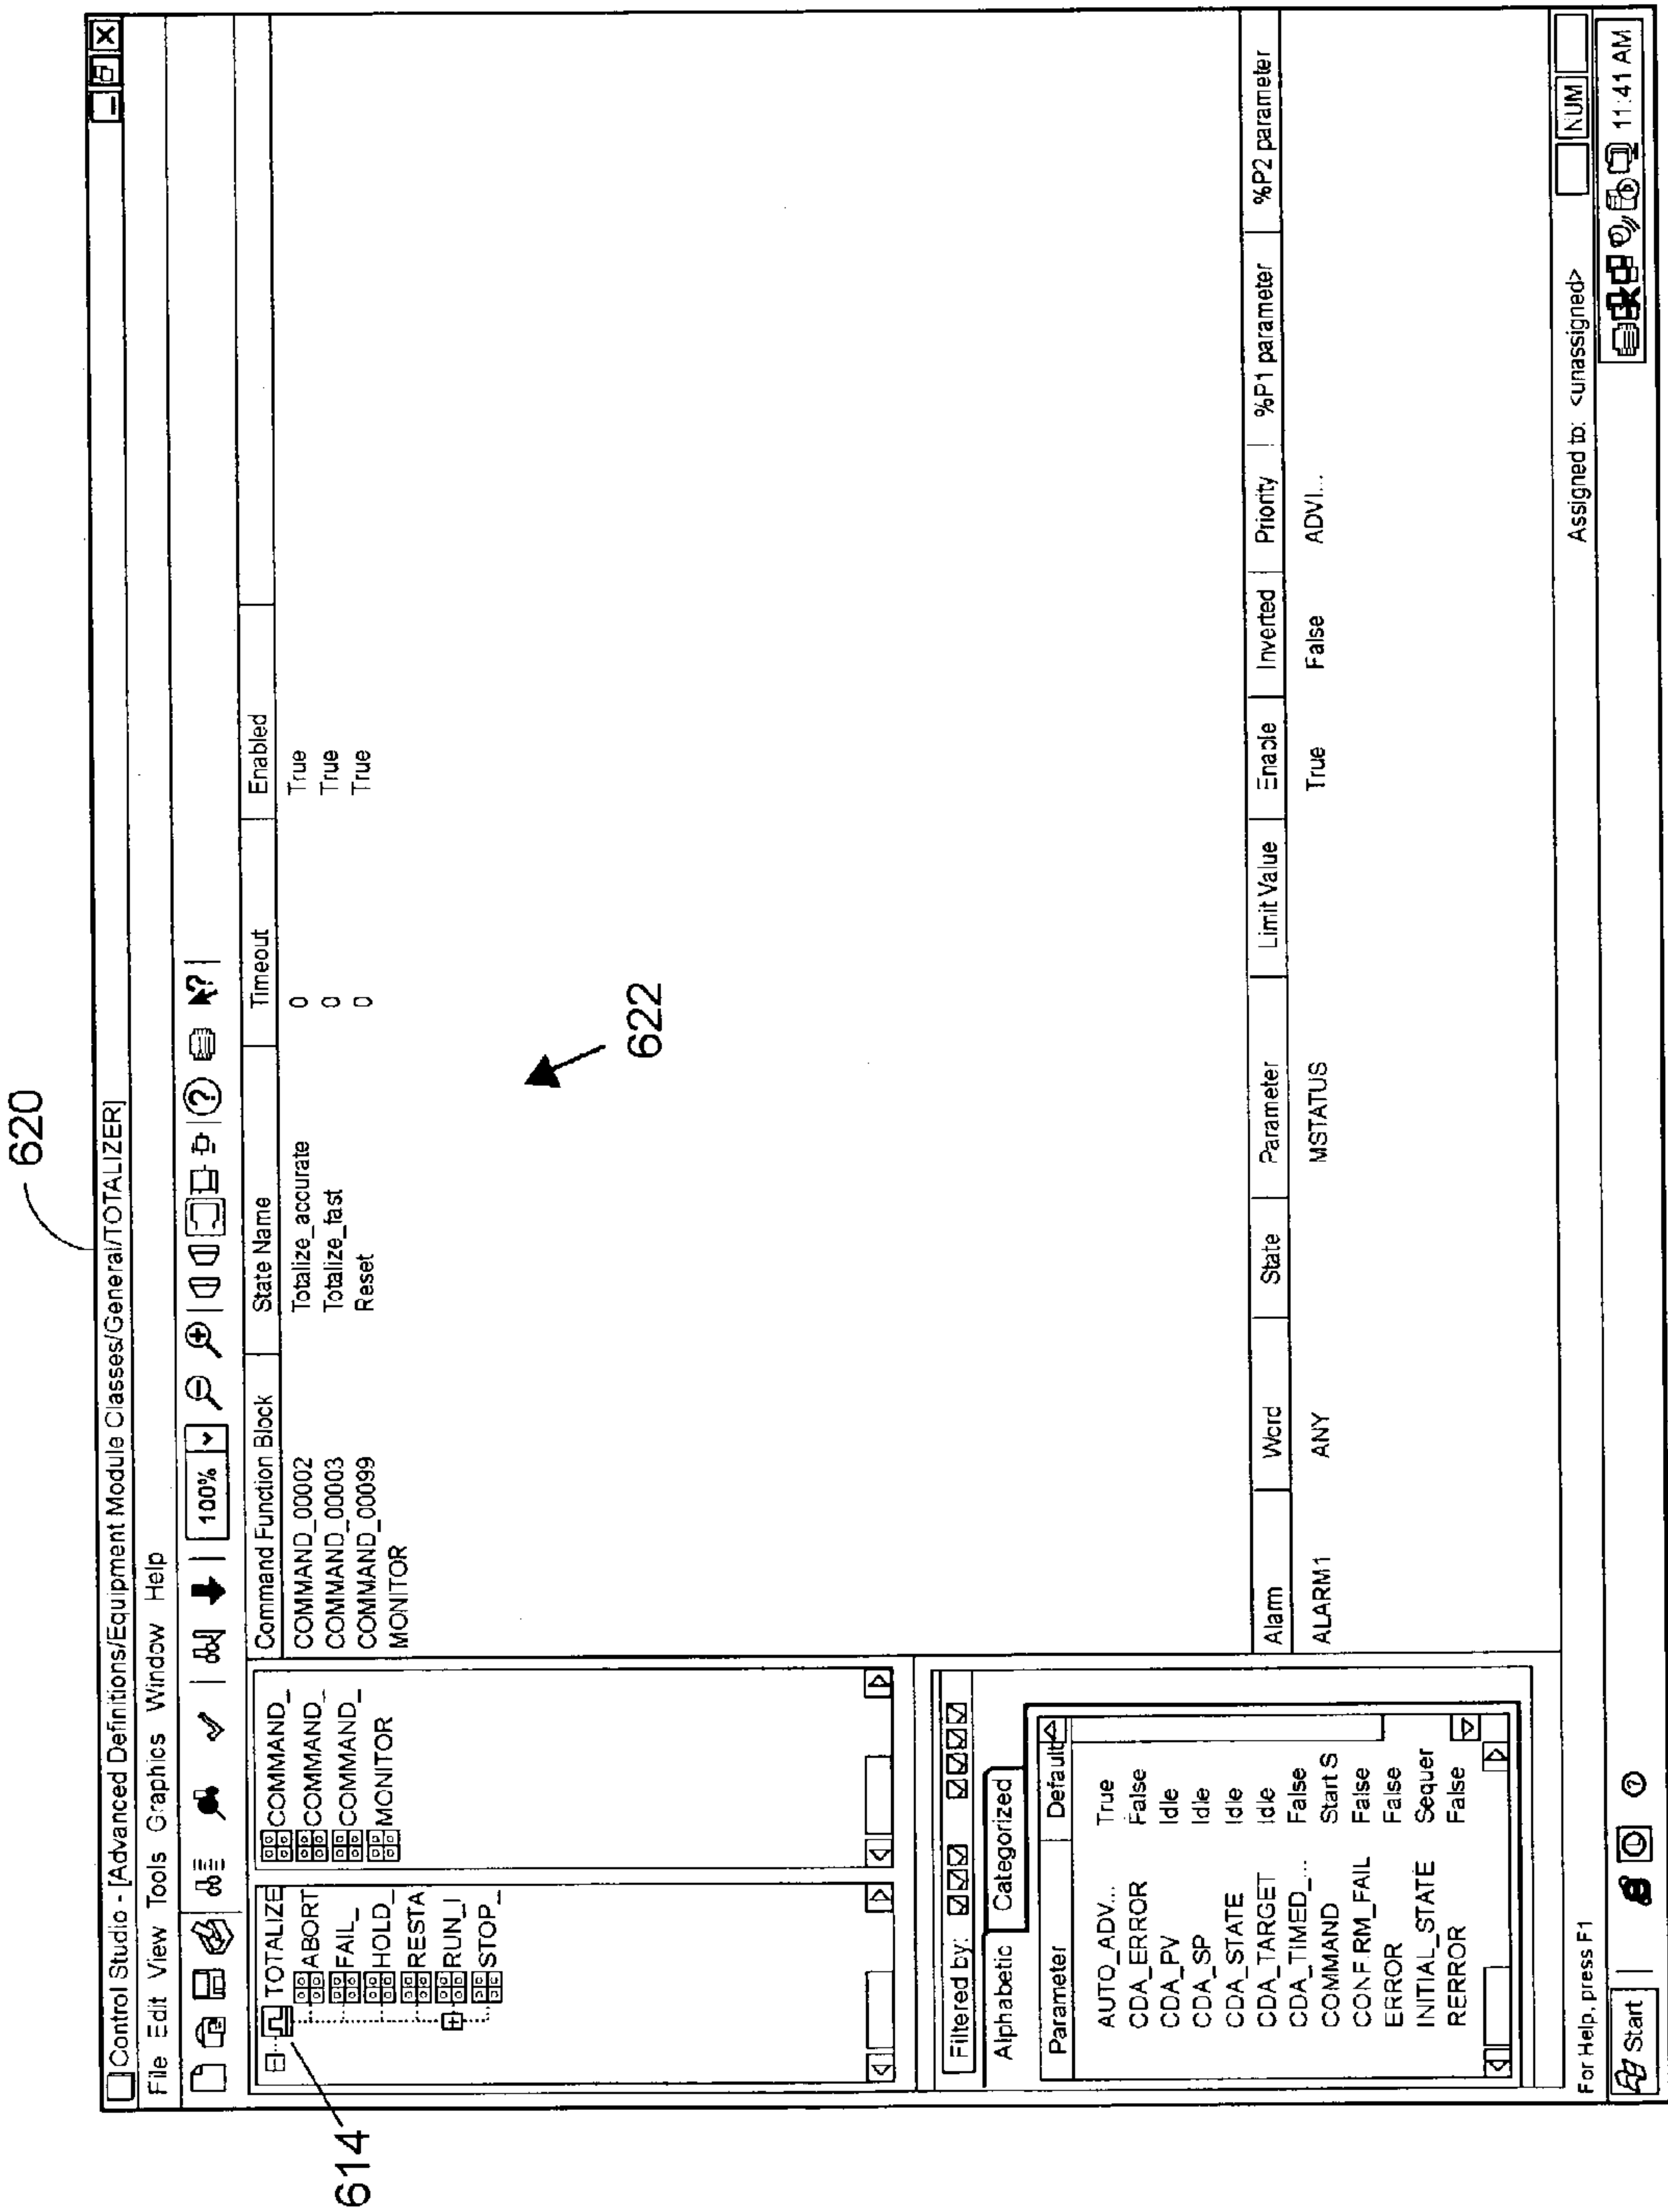 620
Control Studio - [Advanced Definitions/Equipment Module Classes/General/TOTALIZER]
File Edit View Tools Graphics Window Help
100%
614
TOTALIZE
ABORT
FAIL_
HOLD_
RESTA
RUN_I
STOP_
COMMAND_
COMMAND_
COMMAND_
MONITOR
Command Function Block State Name Timeout Enabled
COMMAND_00002 Totalize_accurate 0 True
COMMAND_00003 Totalize_fast 0 True
COMMAND_00099 Reset 0 True
MONITOR
622
Filtered by:
Alphabetic Categorized
Parameter Default
AUTO_ADV... True
CDA_ERROR False
CDA_PV Idle
CDA_SP Idle
CDA_STATE Idle
CDA_TARGET Idle
CDA_TIMED_... False
COMMAND Start S
CONFIRM_FAIL False
ERROR False
INITIAL_STATE Sequer
RERROR False
Alarm Word State Parameter Limit Value Enable Inverted Priority %P1 parameter %P2 parameter
ALARM1 ANY MSTATUS True False ADVI...
For Help, press F1 Assigned to: <unassigned> NUM
Start 11:41 AM